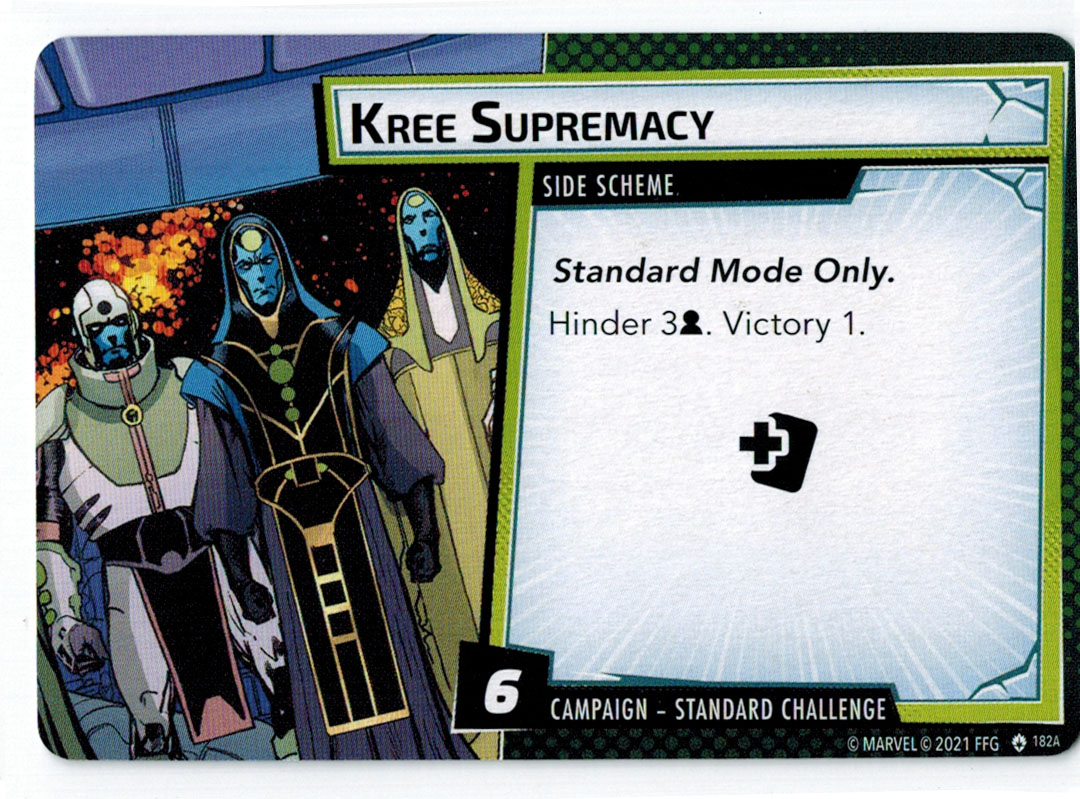 KREE SUPREMACY
SIDE SCHEME
Standard Mode Only.
Hinder 3. Victory 1.
6
CAMPAIGN – STANDARD CHALLENGE
© MARVEL © 2021 FFG 182A